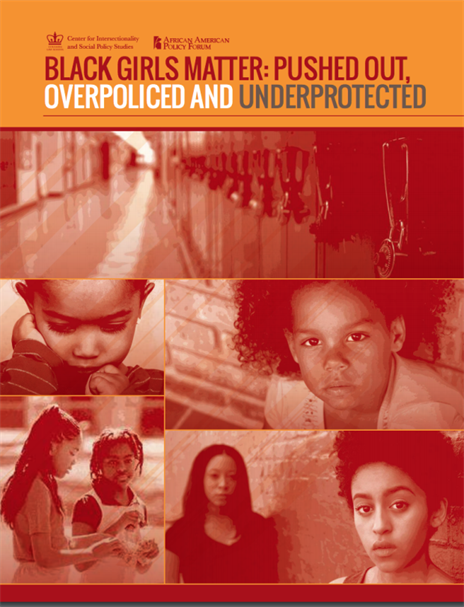 Center for Intersectionality
and Social Policy Studies
AFRICAN AMERICAN
POLICY FORUM
BLACK GIRLS MATTER: PUSHED OUT,
OVERPOLICED AND UNDERPROTECTED